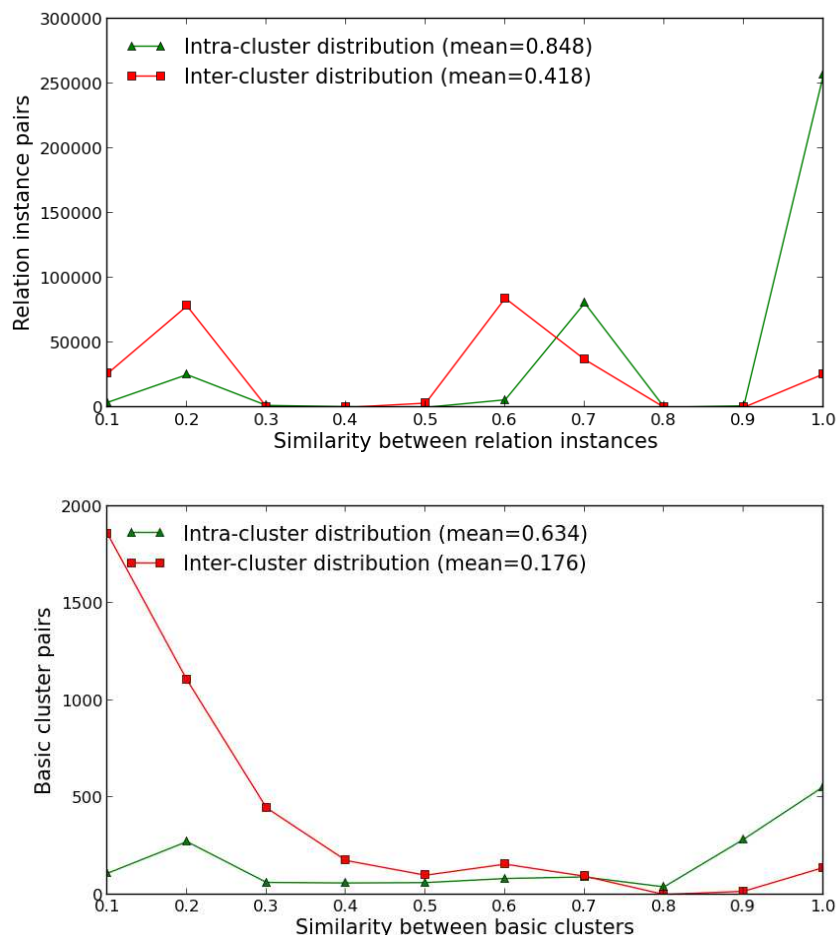 300000
250000
200000
150000
100000
50000
0
Relation instance pairs
Intra-cluster distribution (mean=0.848)
Inter-cluster distribution (mean=0.418)
0.1 0.2 0.3 0.4 0.5 0.6 0.7 0.8 0.9 1.0
Similarity between relation instances
2000
1500
1000
500
0
Basic cluster pairs
Intra-cluster distribution (mean=0.634)
Inter-cluster distribution (mean=0.176)
0.1 0.2 0.3 0.4 0.5 0.6 0.7 0.8 0.9 1.0
Similarity between basic clusters